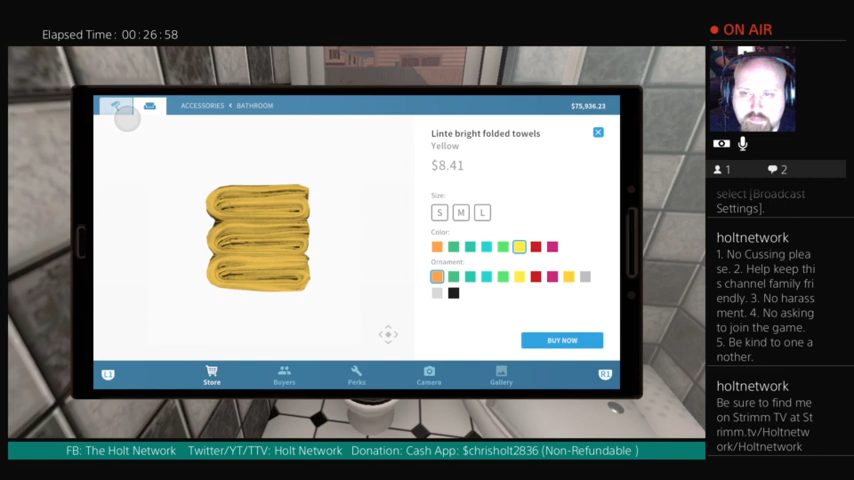 Elapsed Time : 00:26:58
ON AIR
ACCESSORIES < BATHROOM
$75,936.23
Linte bright folded towels
Yellow
$8.41
Size:
S M L
Color:
Ornament:
BUY NOW
L1
Store
Buyers
Perks
Camera
Gallery
R1
1
2
select [Broadcast
Settings].
holtnetwork
1. No Cussing plea
se. 2. Help keep thi
s channel family fri
endly. 3. No harass
ment. 4. No asking
to join the game.
5. Be kind to one a
nother.
holtnetwork
Be sure to find me
on Strimm TV at St
rimm.tv/Holtnetw
ork/Holtnetwork
FB: The Holt Network Twitter/YT/TTV: Holt Network Donation: Cash App: $chrisholt2836 (Non-Refundable )